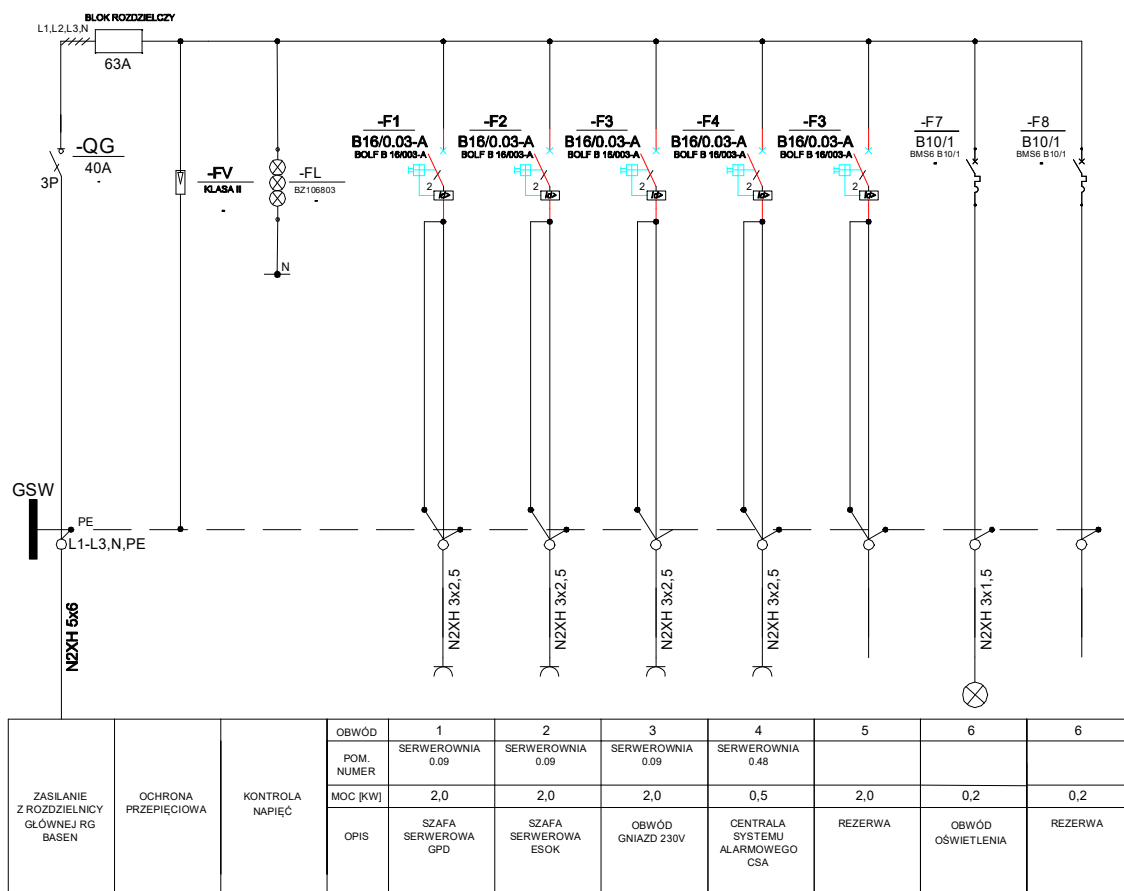 BLOK ROZDZIELCZY
L1,L2,L3,N
63A
-QG
40A
-
3P
-FV
KLASA II
-
-FL
BZ106803
-
N
-F1
B16/0.03-A
BOLF B 16/003-A
2
Id>
-F2
B16/0.03-A
BOLF B 16/003-A
2
Id>
-F3
B16/0.03-A
BOLF B 16/003-A
2
Id>
-F4
B16/0.03-A
BOLF B 16/003-A
2
Id>
-F3
B16/0.03-A
BOLF B 16/003-A
2
Id>
-F7
B10/1
BMS6 B10/1
-
-F8
B10/1
BMS6 B10/1
-
GSW
PE
L1-L3,N,PE
N2XH 5x6
N2XH 3x2,5
N2XH 3x2,5
N2XH 3x2,5
N2XH 3x2,5
N2XH 3x1,5
ZASILANIE
Z ROZDZIELNICY
GŁÓWNEJ RG
BASEN
OCHRONA
PRZEPIĘCIOWA
KONTROLA
NAPIĘĆ
OBWÓD 1 2 3 4 5 6 6
POM.
NUMER
SERWEROWNIA
0.09
SERWEROWNIA
0.09
SERWEROWNIA
0.09
SERWEROWNIA
0.48
MOC [KW] 2,0 2,0 2,0 0,5 2,0 0,2 0,2
OPIS
SZAFA
SERWEROWA
GPD
SZAFA
SERWEROWA
ESOK
OBWÓD
GNIAZD 230V
CENTRALA
SYSTEMU
ALARMOWEGO
CSA
REZERWA
OBWÓD
OŚWIETLENIA
REZERWA